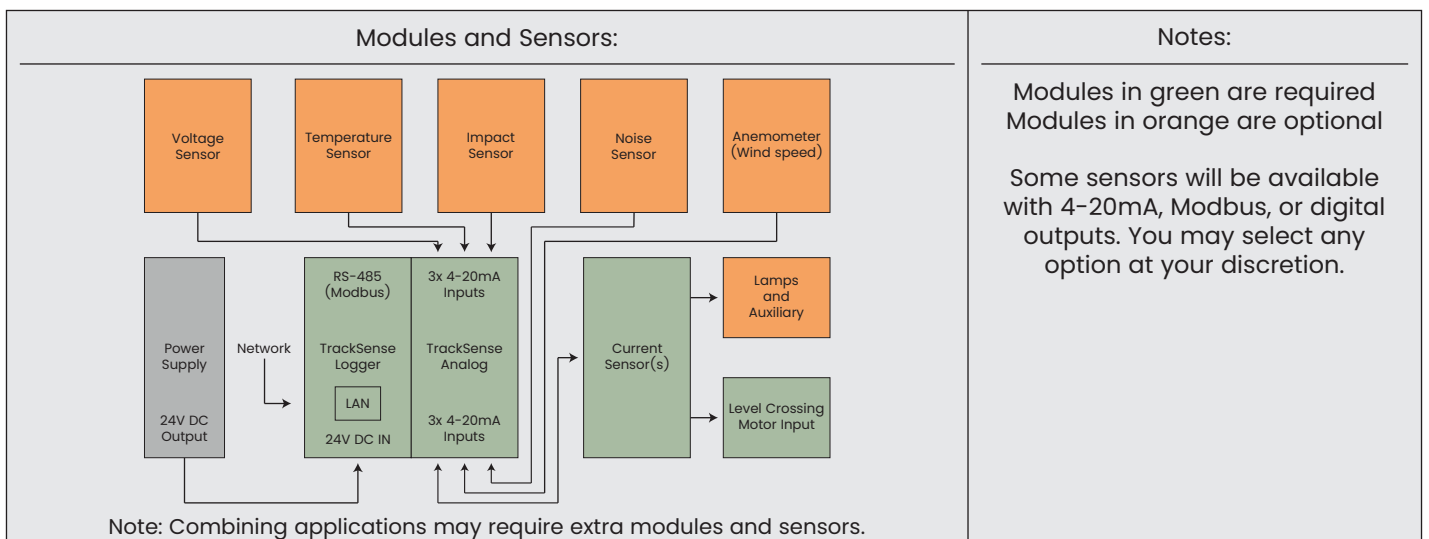 Modules and Sensors:
Voltage
Sensor
Temperature
Sensor
Impact
Sensor
Noise
Sensor
Anemometer
(Wind speed)
Power
Supply
24V DC
Output
Network
RS-485
(Modbus)
TrackSense
Logger
LAN
24V DC IN
3x 4-20mA
Inputs
TrackSense
Analog
3x 4-20mA
Inputs
Current
Sensor(s)
Lamps
and
Auxiliary
Level Crossing
Motor Input
Note: Combining applications may require extra modules and sensors.
Notes:
Modules in green are required
Modules in orange are optional
Some sensors will be available
with 4-20mA, Modbus, or digital
outputs. You may select any
option at your discretion.